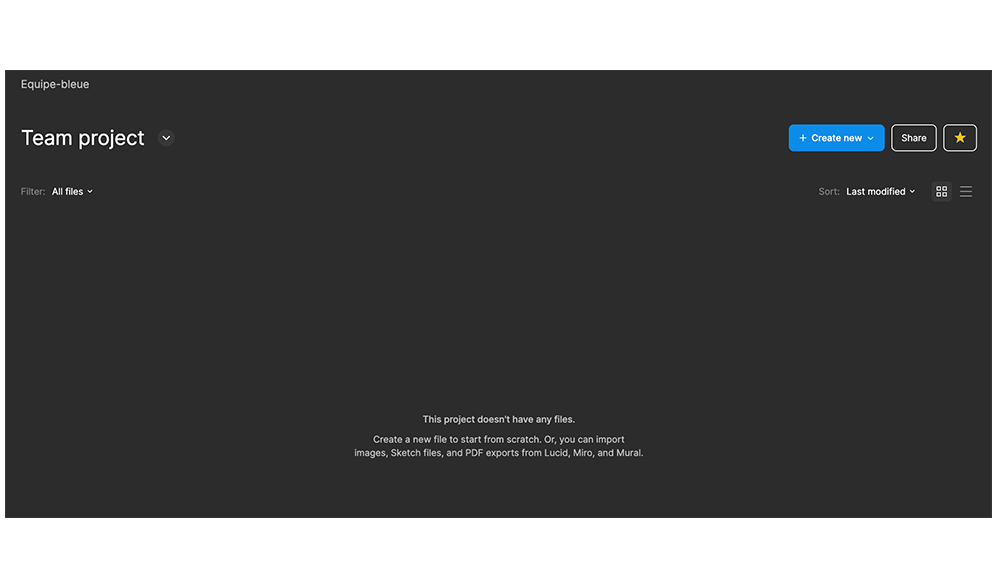 Equipe-bleue
Team project
+ Create new
Share
Filter: All files
Sort: Last modified
This project doesn't have any files.
Create a new file to start from scratch. Or, you can import
images, Sketch files, and PDF exports from Lucid, Miro, and Mural.